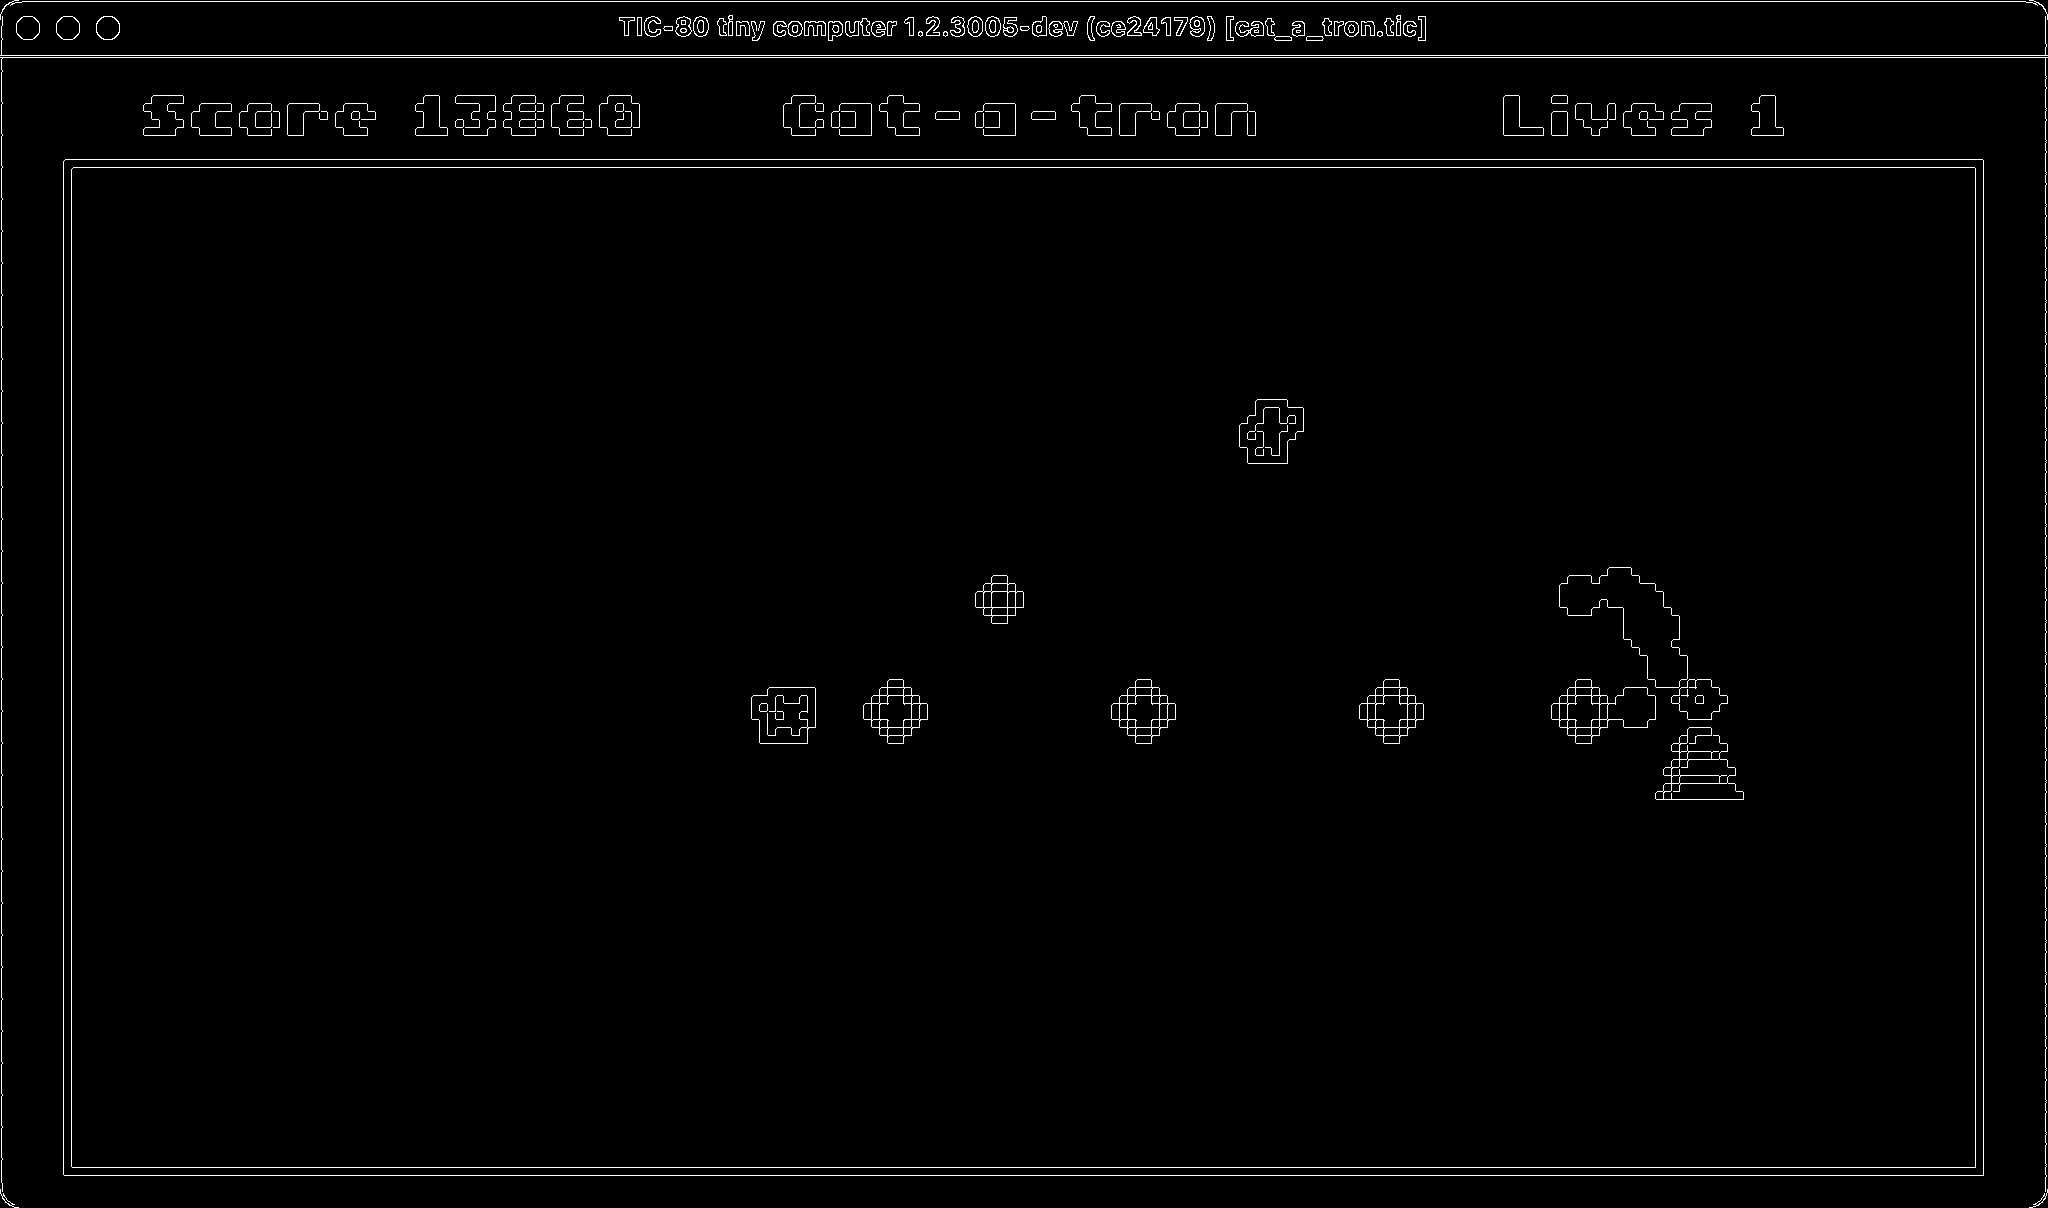 TIC-80 tiny computer 1.2.3005-dev (ce24179) [cat_a_tron.tic]
Score 13860 Cat-a-tron Lives 1